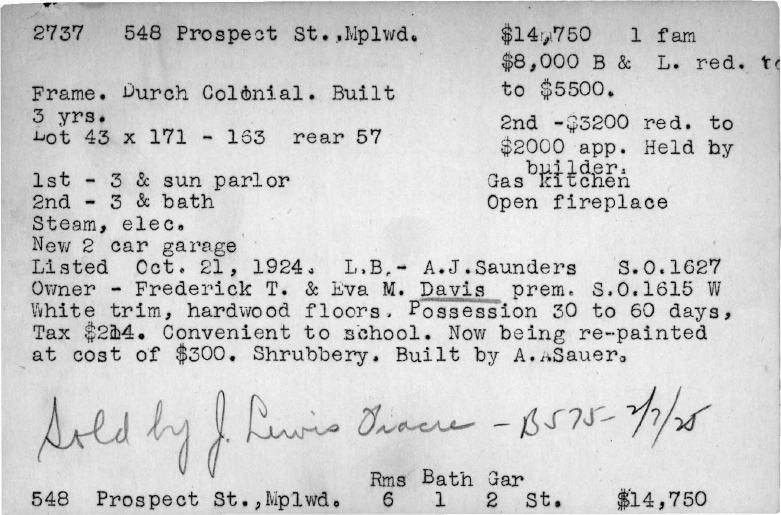 2737 548 Prospect St.,Mplwd. $14,750 1 fam
$8,000 B & L. red. to
Frame. Durch Colonial. Built to $5500.
3 yrs.
Lot 43 x 171 - 163 rear 57 2nd -$3200 red. to
$2000 app. Held by
builder.
1st - 3 & sun parlor Gas kitchen
2nd - 3 & bath Open fireplace
Steam, elec.
New 2 car garage
Listed Oct. 21, 1924. L.B.- A.J.Saunders S.O.1627
Owner - Frederick T. & Eva M. Davis prem. S.O.1615 W
White trim, hardwood floors. Possession 30 to 60 days,
Tax $214. Convenient to school. Now being re-painted
at cost of $300. Shrubbery. Built by A.ASauer.
Sold by J. Lewis - B575- 2/7/25
Rms Bath Gar
548 Prospect St.,Mplwd. 6 1 2 St. $14,750